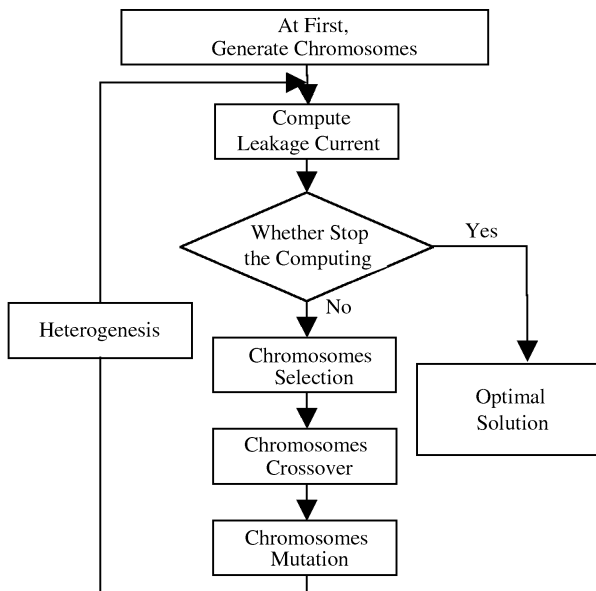 At First,
Generate Chromosomes
Compute
Leakage Current
Whether Stop
the Computing
Yes
No
Heterogenesis
Chromosomes
Selection
Optimal
Solution
Chromosomes
Crossover
Chromosomes
Mutation